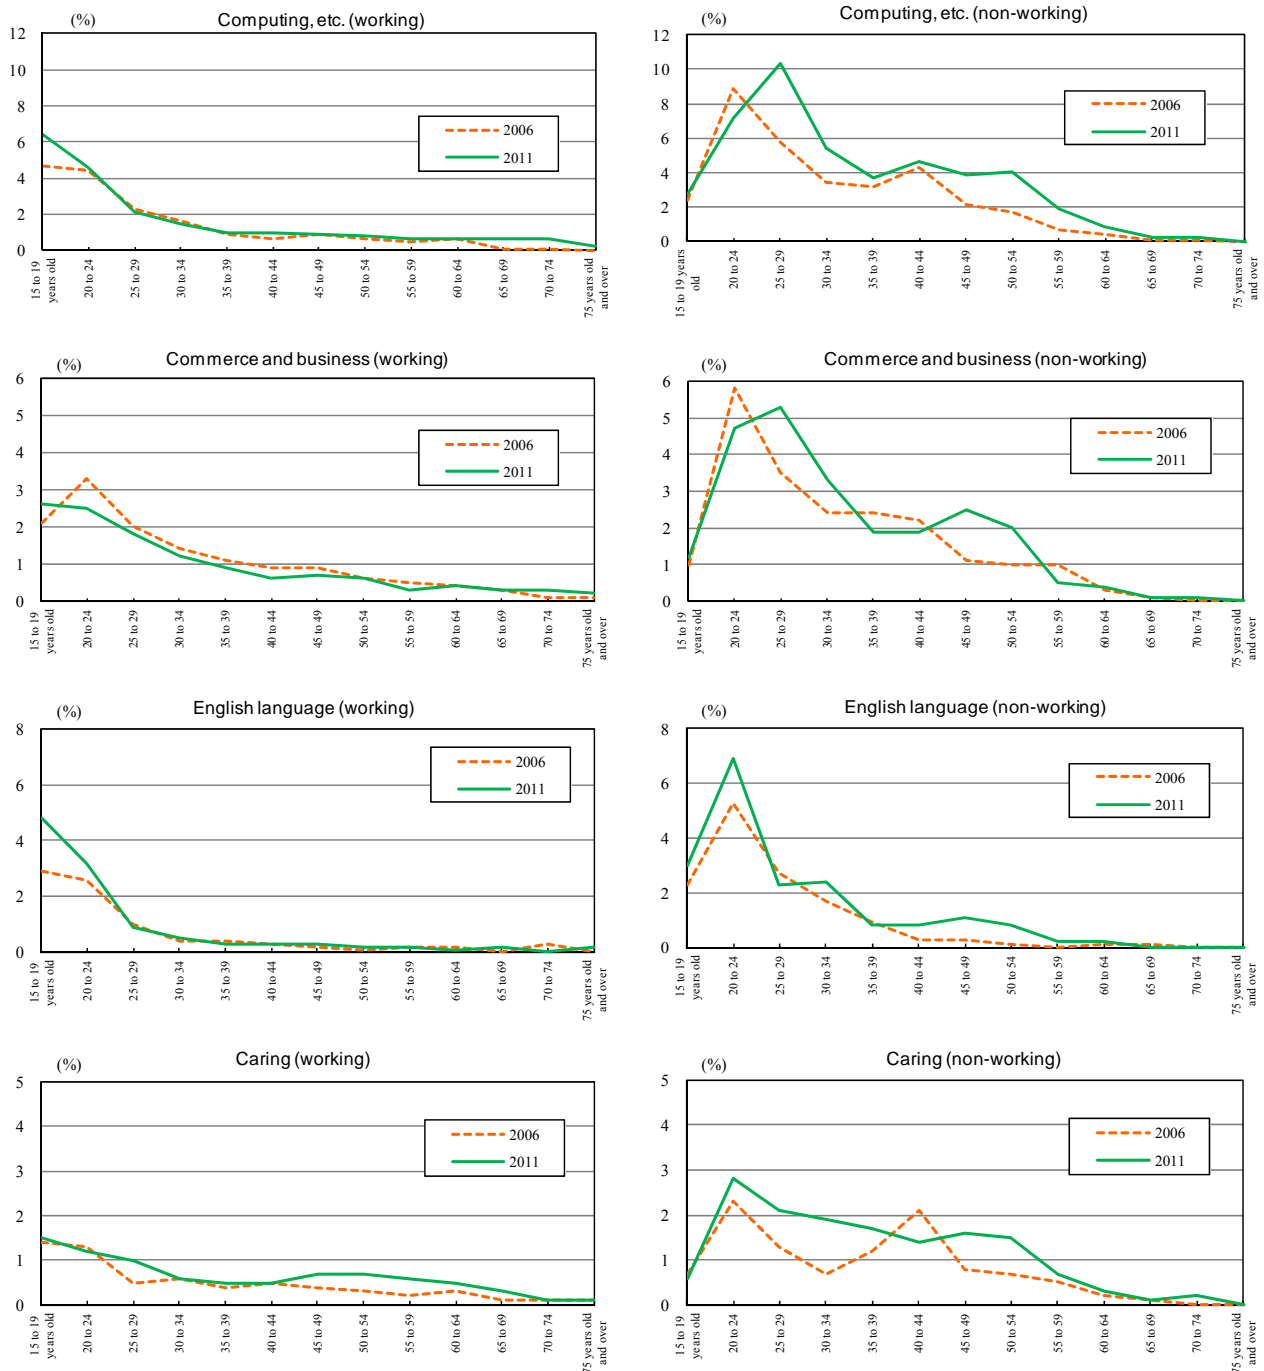 (%)
Computing, etc. (working)
12
10
8
6
4
2
0
2006
2011
15 to 19
years old
20 to 24
25 to 29
30 to 34
35 to 39
40 to 44
45 to 49
50 to 54
55 to 59
60 to 64
65 to 69
70 to 74
75 years old
and over
(%)
Computing, etc. (non-working)
12
10
8
6
4
2
0
2006
2011
15 to 19 years
old
20 to 24
25 to 29
30 to 34
35 to 39
40 to 44
45 to 49
50 to 54
55 to 59
60 to 64
65 to 69
70 to 74
75 years old
and over
(%)
Commerce and business (working)
6
5
4
3
2
1
0
2006
2011
15 to 19
years old
20 to 24
25 to 29
30 to 34
35 to 39
40 to 44
45 to 49
50 to 54
55 to 59
60 to 64
65 to 69
70 to 74
75 years old
and over
(%)
Commerce and business (non-working)
6
5
4
3
2
1
0
2006
2011
15 to 19
years old
20 to 24
25 to 29
30 to 34
35 to 39
40 to 44
45 to 49
50 to 54
55 to 59
60 to 64
65 to 69
70 to 74
75 years old
and over
(%)
English language (working)
8
6
4
2
0
2006
2011
15 to 19
years old
20 to 24
25 to 29
30 to 34
35 to 39
40 to 44
45 to 49
50 to 54
55 to 59
60 to 64
65 to 69
70 to 74
75 years old
and over
(%)
English language (non-working)
8
6
4
2
0
2006
2011
15 to 19
years old
20 to 24
25 to 29
30 to 34
35 to 39
40 to 44
45 to 49
50 to 54
55 to 59
60 to 64
65 to 69
70 to 74
75 years old
and over
(%)
Caring (working)
5
4
3
2
1
0
2006
2011
15 to 19
years old
20 to 24
25 to 29
30 to 34
35 to 39
40 to 44
45 to 49
50 to 54
55 to 59
60 to 64
65 to 69
70 to 74
75 years old
and over
(%)
Caring (non-working)
5
4
3
2
1
0
2006
2011
15 to 19
years old
20 to 24
25 to 29
30 to 34
35 to 39
40 to 44
45 to 49
50 to 54
55 to 59
60 to 64
65 to 69
70 to 74
75 years old
and over